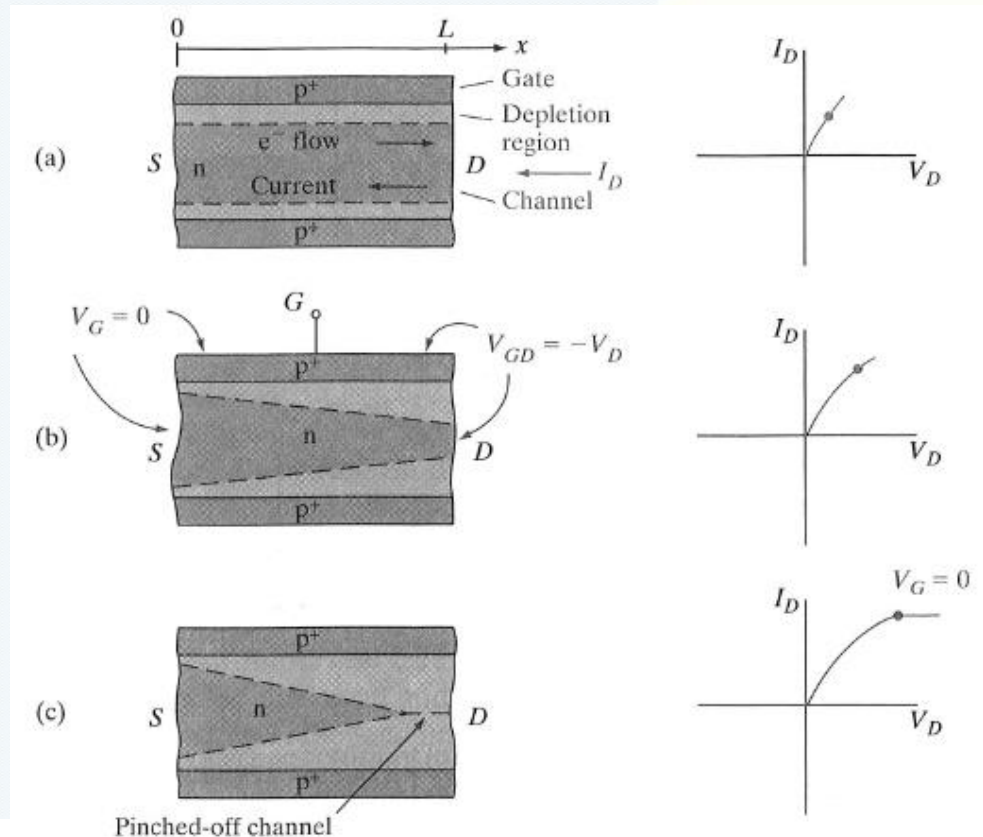 0
L
x
p⁺
Gate
Depletion
region
(a)
S
n
e⁻ flow
Current
D
I_D
Channel
p⁺
I_D
V_D
V_G = 0
G
V_GD = −V_D
p⁺
(b)
S
n
D
p⁺
I_D
V_D
p⁺
(c)
S
n
D
p⁺
Pinched-off channel
V_G = 0
I_D
V_D